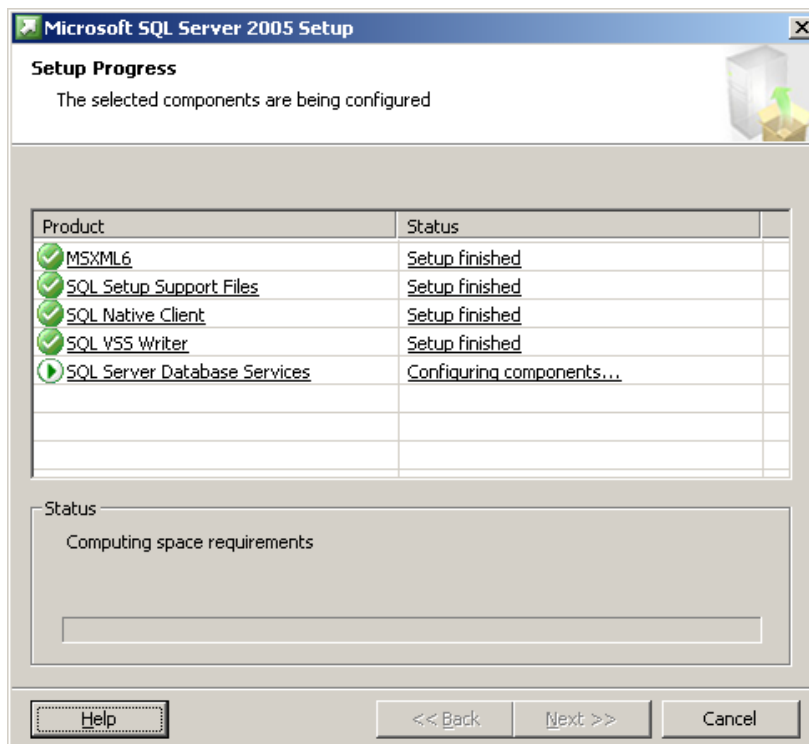 Microsoft SQL Server 2005 Setup
Setup Progress
The selected components are being configured
Product Status
MSXML6 Setup finished
SQL Setup Support Files Setup finished
SQL Native Client Setup finished
SQL VSS Writer Setup finished
SQL Server Database Services Configuring components...
Status
Computing space requirements
Help << Back Next >> Cancel